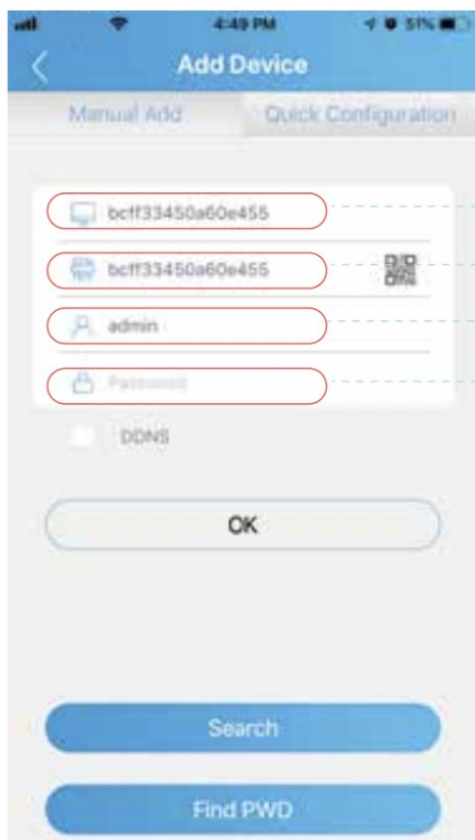 4:49 PM 51%
Add Device
Manual Add Quick Configuration
bcff33450a60e455
bcff33450a60e455
admin
Password
DDNS
OK
Search
Find PWD